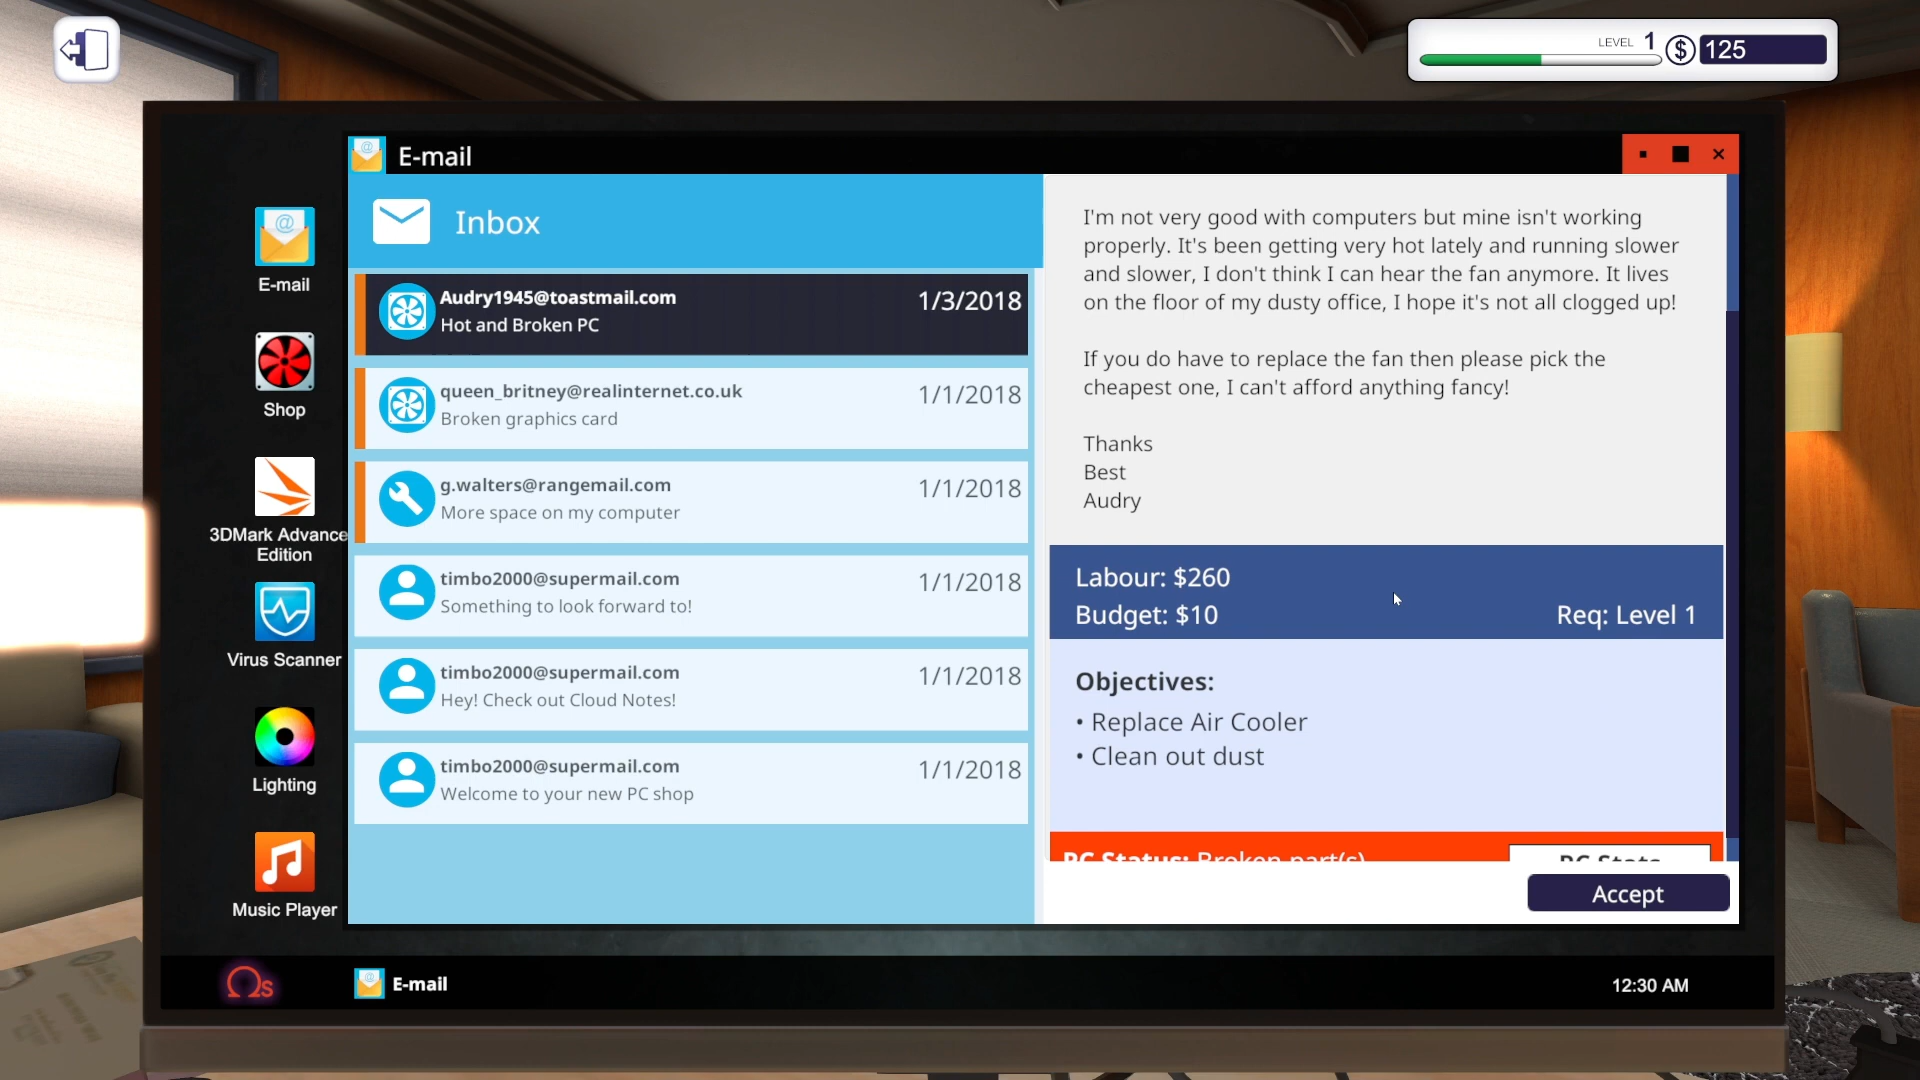 LEVEL 1
$ 125
E-mail
Inbox
E-mail
Shop
3DMark Advance
Edition
Virus Scanner
Lighting
Music Player
Audry1945@toastmail.com
1/3/2018
Hot and Broken PC
queen_britney@realinternet.co.uk
1/1/2018
Broken graphics card
g.walters@rangemail.com
1/1/2018
More space on my computer
timbo2000@supermail.com
1/1/2018
Something to look forward to!
timbo2000@supermail.com
1/1/2018
Hey! Check out Cloud Notes!
timbo2000@supermail.com
1/1/2018
Welcome to your new PC shop
I'm not very good with computers but mine isn't working
properly. It's been getting very hot lately and running slower
and slower, I don't think I can hear the fan anymore. It lives
on the floor of my dusty office, I hope it's not all clogged up!
If you do have to replace the fan then please pick the
cheapest one, I can't afford anything fancy!
Thanks
Best
Audry
Labour: $260
Budget: $10
Req: Level 1
Objectives:
• Replace Air Cooler
• Clean out dust
PC Status: Broken part(s)
PC Stats
Accept
Ωs
E-mail
12:30 AM